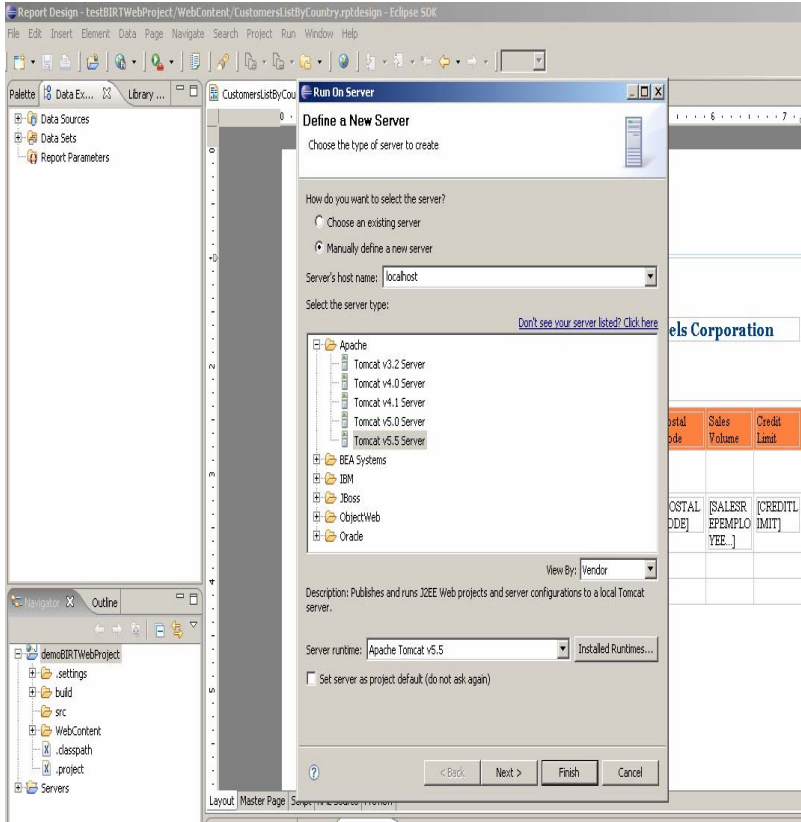 Report Design - testBIRTWebProject/WebContent/CustomersListByCountry.rptdesign - Eclipse SDK
File Edit Insert Element Data Page Navigate Search Project Run Window Help
Palette Data Ex... Library ...
CustomersListByCou
Data Sources
Data Sets
Report Parameters
Run On Server
Define a New Server
Choose the type of server to create
How do you want to select the server?
Choose an existing server
Manually define a new server
Server's host name: localhost
Select the server type:
Don't see your server listed? Click here
Apache
Tomcat v3.2 Server
Tomcat v4.0 Server
Tomcat v4.1 Server
Tomcat v5.0 Server
Tomcat v5.5 Server
BEA Systems
IBM
JBoss
ObjectWeb
Oracle
View By: Vendor
Description: Publishes and runs J2EE Web projects and server configurations to a local Tomcat
server.
Server runtime: Apache Tomcat v5.5 Installed Runtimes...
Set server as project default (do not ask again)
< Back Next > Finish Cancel
0
6 7
0
2
3
4
5
els Corporation
ostal Sales Credit
ode Volume Limit
OSTAL [SALESR [CREDITL
ODE] EPEMPLO IMIT]
YEE...]
Navigator Outline
demoBIRTWebProject
.settings
build
src
WebContent
.classpath
.project
Servers
Layout Master Page